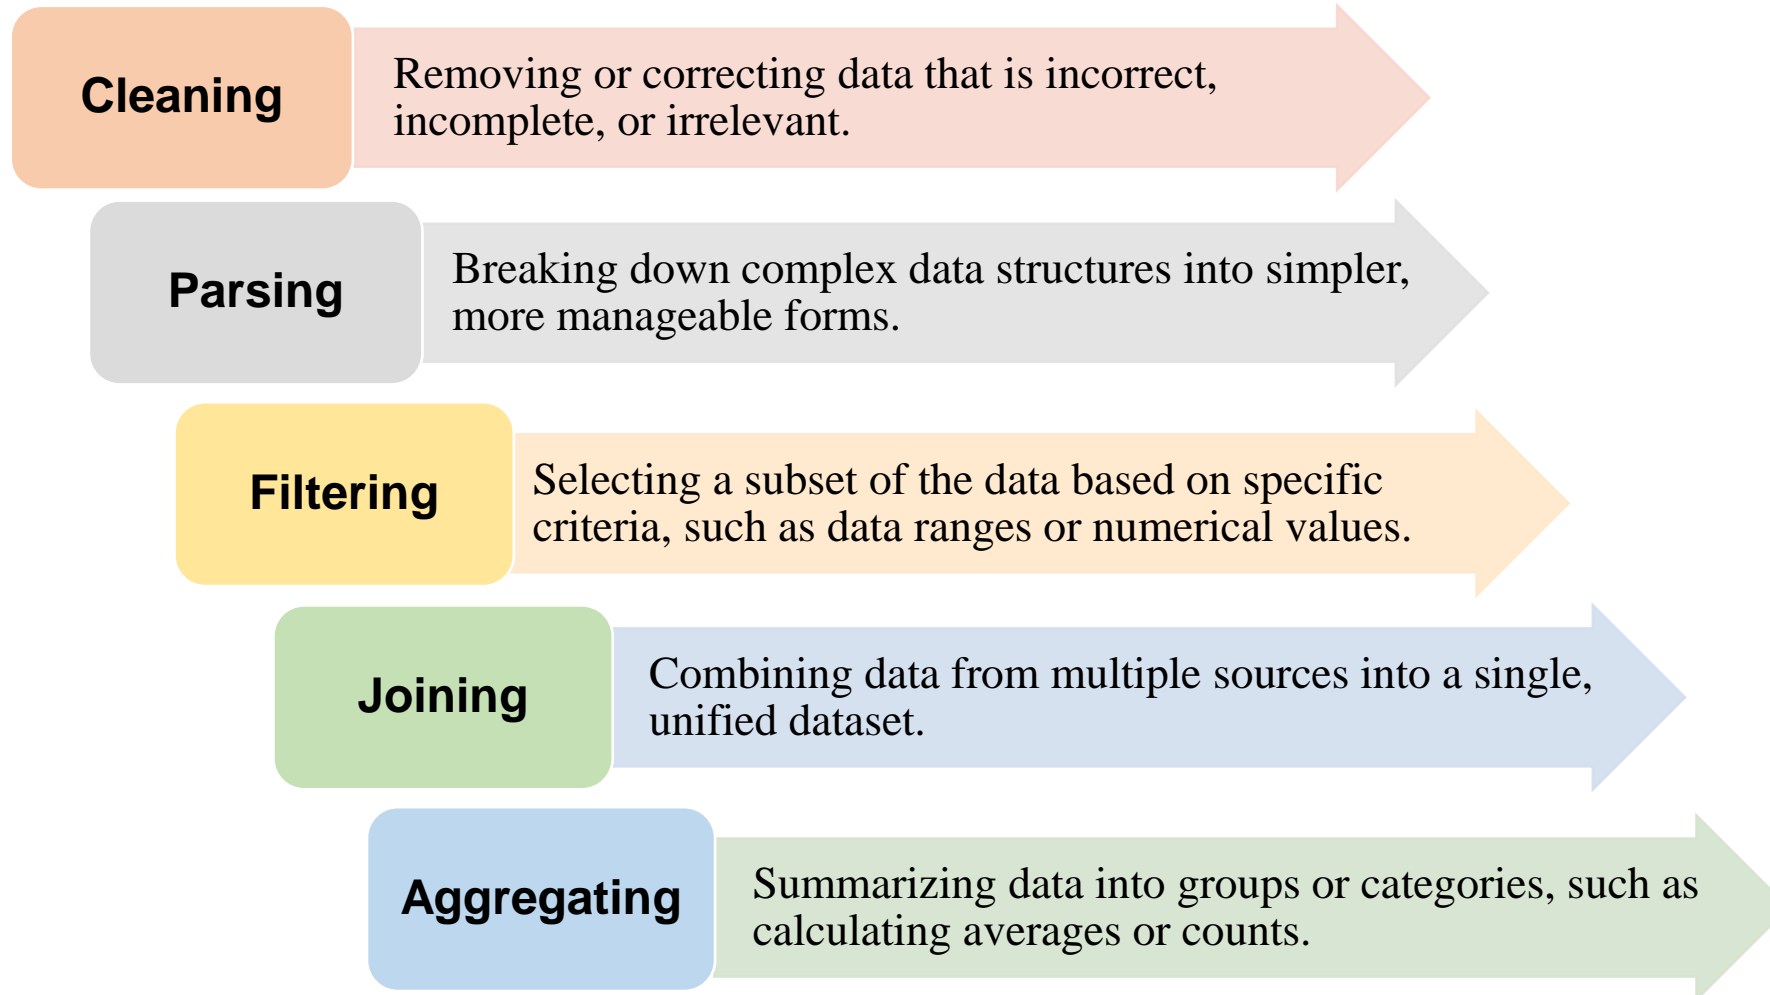 Cleaning
Removing or correcting data that is incorrect,
incomplete, or irrelevant.
Parsing
Breaking down complex data structures into simpler,
more manageable forms.
Filtering
Selecting a subset of the data based on specific
criteria, such as data ranges or numerical values.
Joining
Combining data from multiple sources into a single,
unified dataset.
Aggregating
Summarizing data into groups or categories, such as
calculating averages or counts.